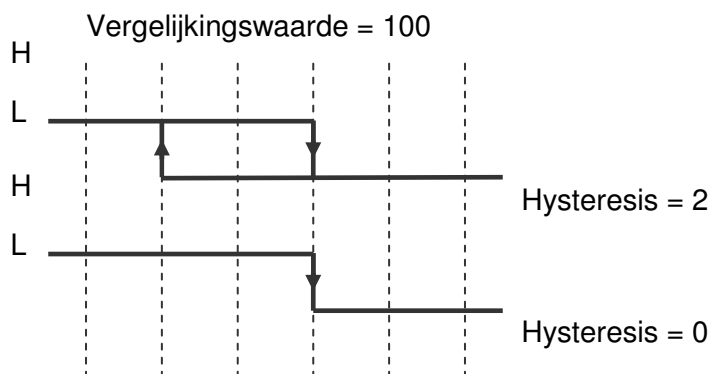 Vergelijkingswaarde = 100
H
L
H
Hysteresis = 2
L
Hysteresis = 0